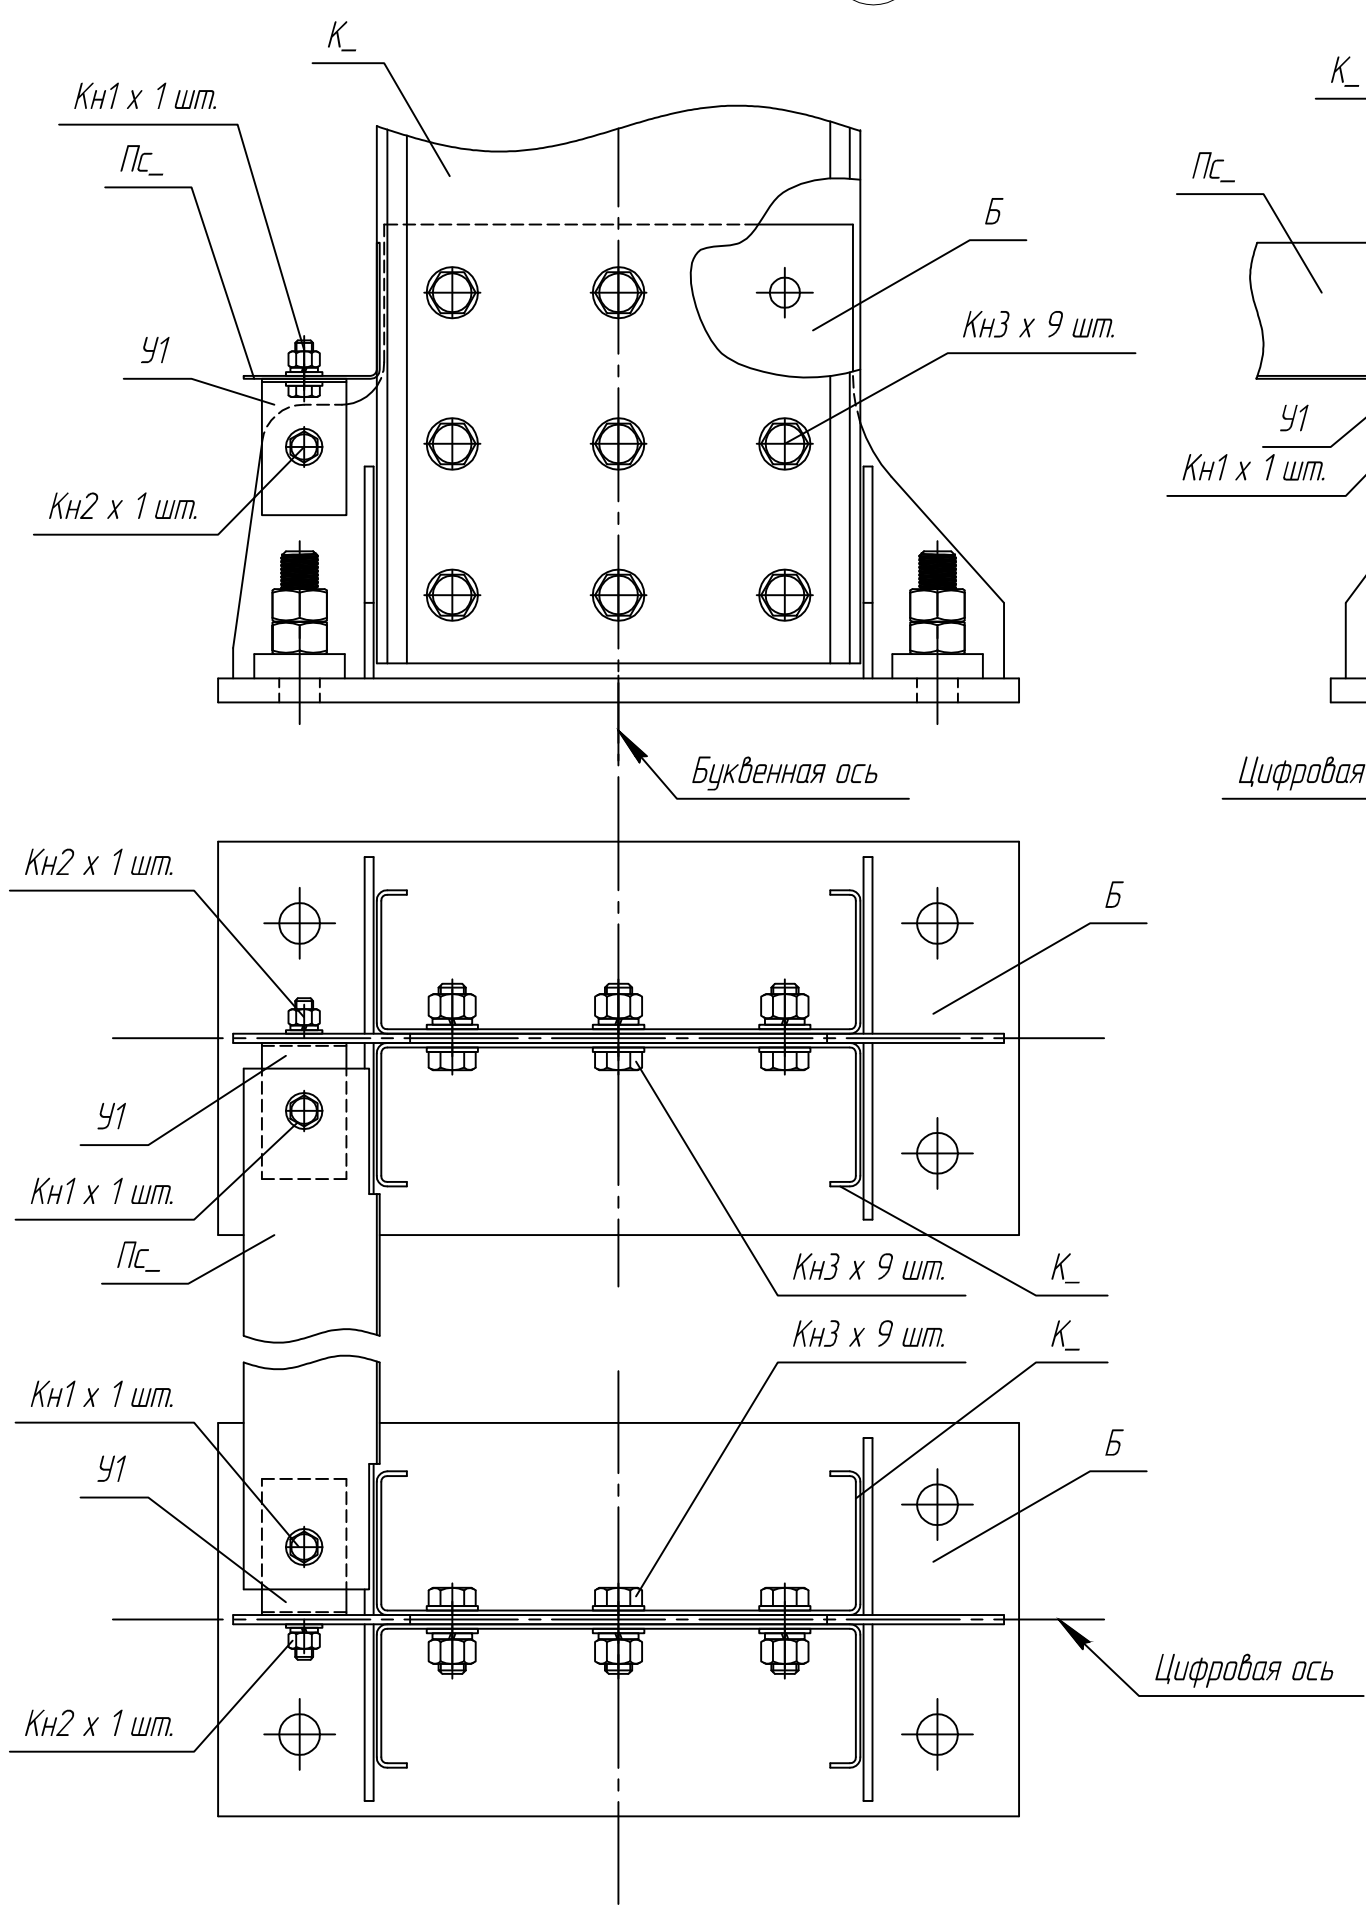 К_
Кн1 х 1 шт.
Пс_
Б
Кн3 х 9 шт.
У1
Кн2 х 1 шт.
К_
Пс_
У1
Кн1 х 1 шт.
Буквенная ось
Цифровая
Кн2 х 1 шт.
Б
У1
Кн1 х 1 шт.
Пс_
Кн3 х 9 шт.
К_
Кн3 х 9 шт.
К_
Кн1 х 1 шт.
Б
У1
Цифровая ось
Кн2 х 1 шт.